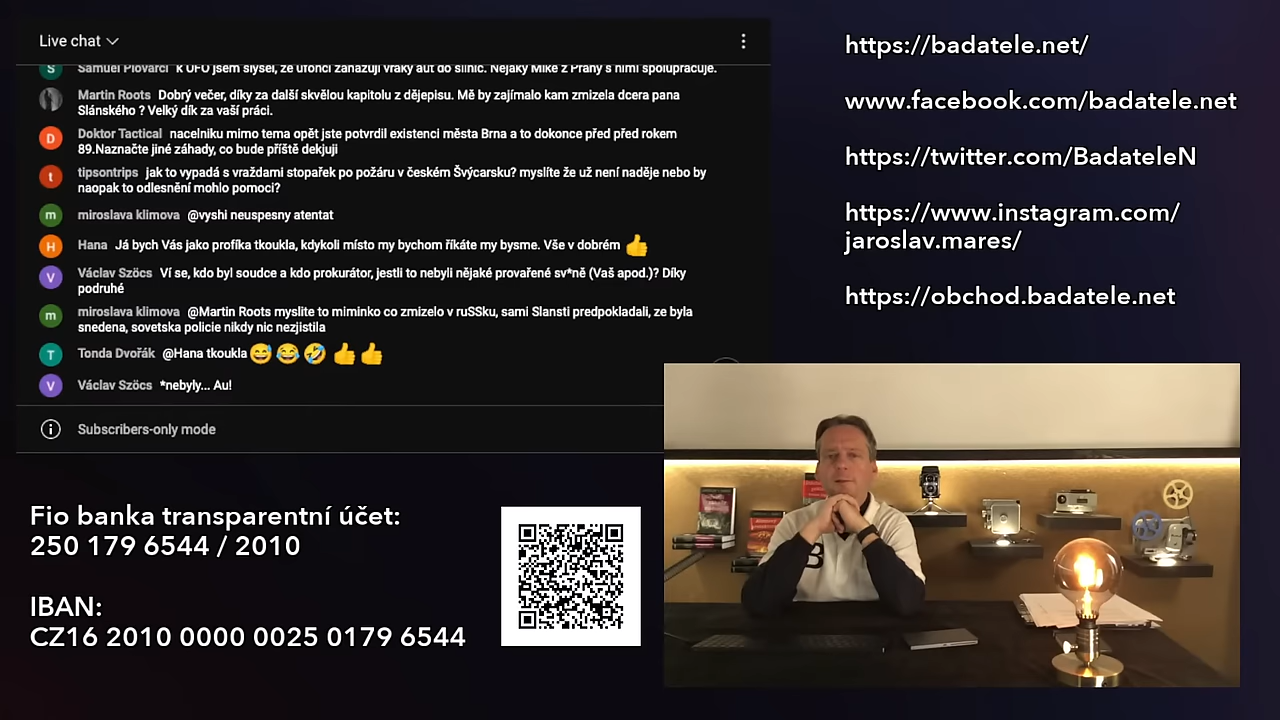 Live chat
Samuel Plovarci k UFO jsem slyšel, že ufonci zahazují vraky aut do silnic. Nejaky Mike z Prahy s nimi spolupracuje.
Martin Roots Dobrý večer, díky za další skvělou kapitolu z dějepisu. Mě by zajímalo kam zmizela dcera pana
Slánského ? Velký dík za vaší práci.
Doktor Tactical nacelniku mimo tema opět jste potvrdil existenci města Brna a to dokonce před před rokem
89.Naznačte jiné záhady, co bude příště dekjuji
tipsontrips jak to vypadá s vraždami stopařek po požáru v českém Švýcarsku? myslíte že už není naděje nebo by
naopak to odlesnění mohlo pomoci?
miroslava klimova @vyshi neuspesny atentat
Hana Já bych Vás jako profíka tkoukla, kdykoli místo my bychom říkáte my bysme. Vše v dobrém 👍
Václav Szöcs Ví se, kdo byl soudce a kdo prokurátor, jestli to nebyli nějaké provařené sv*ně (Vaš apod.)? Díky
podruhé
miroslava klimova @Martin Roots myslite to miminko co zmizelo v ruSSku, sami Slansti predpokladali, ze byla
snedena, sovetska policie nikdy nic nezjistila
Tonda Dvořák @Hana tkoukla😅😂🤣 👍👍
Václav Szöcs *nebyly... Au!
Subscribers-only mode
https://badatele.net/
www.facebook.com/badatele.net
https://twitter.com/BadateleN
https://www.instagram.com/
jaroslav.mares/
https://obchod.badatele.net
Fio banka transparentní účet:
250 179 6544 / 2010
IBAN:
CZ16 2010 0000 0025 0179 6544